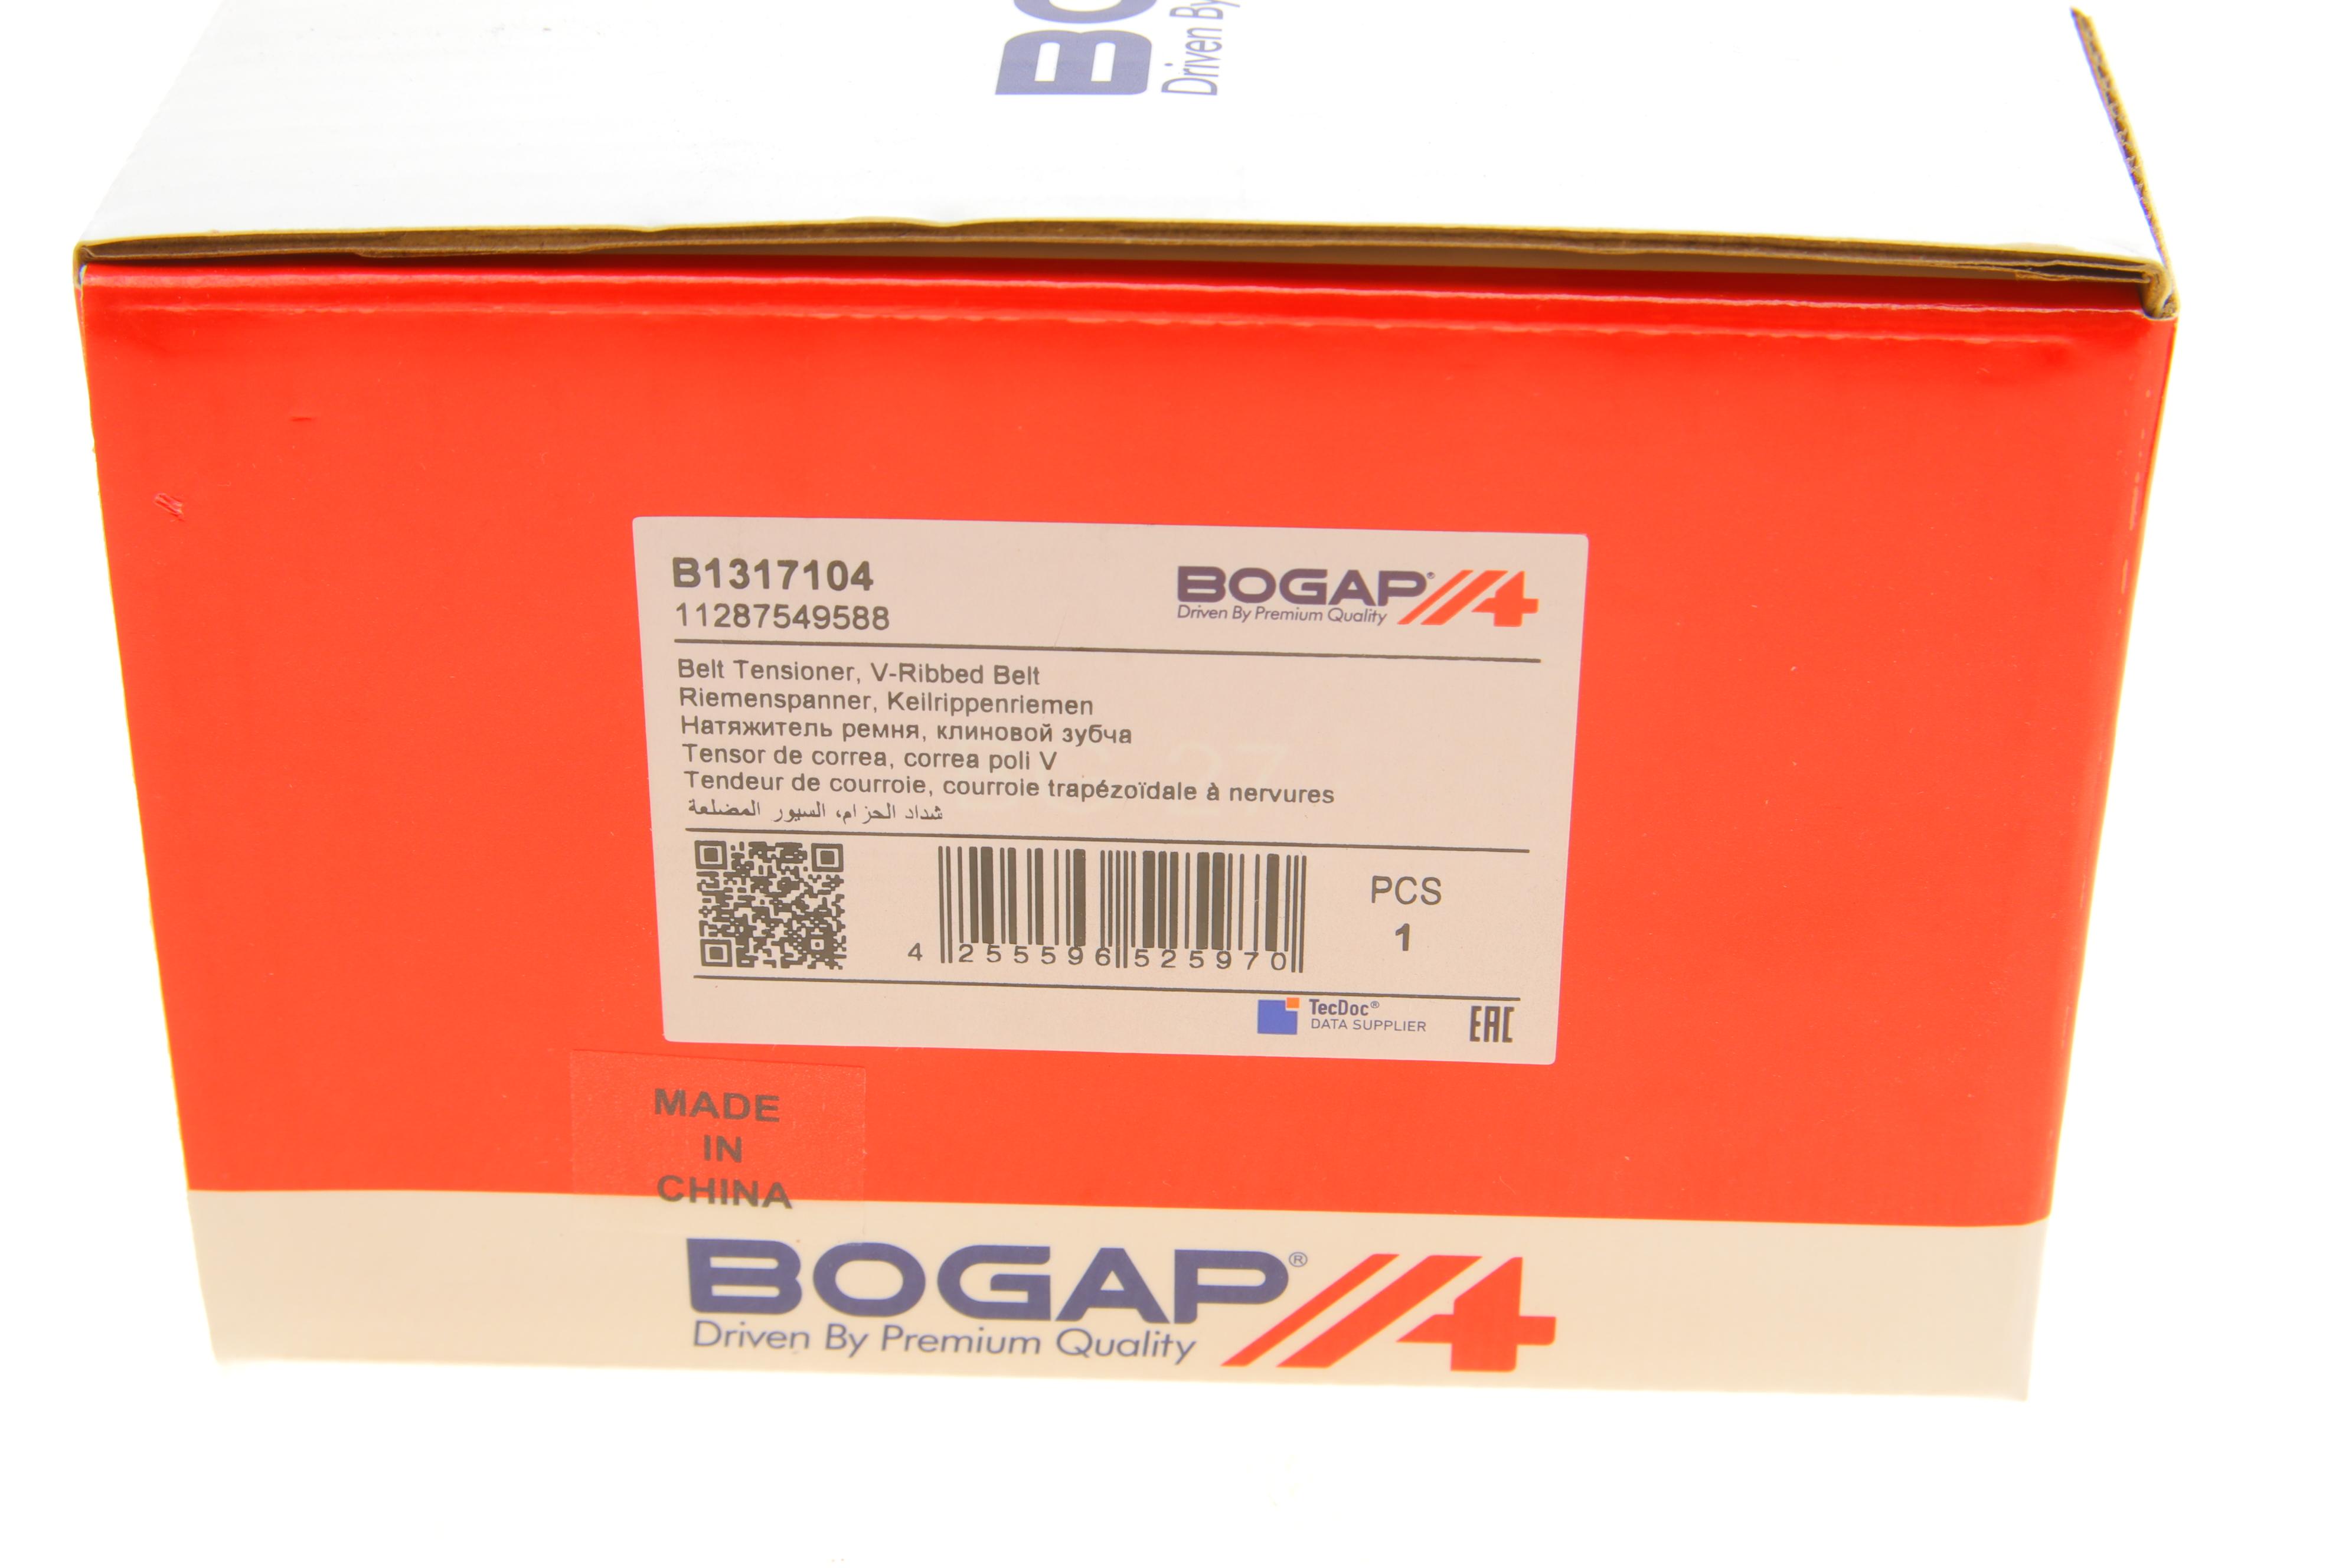 Driven By
B1317104
11287549588
BOGAP®
Driven By Premium Quality
Belt Tensioner, V-Ribbed Belt
Riemenspanner, Keilrippenriemen
Натяжитель ремня, клиновой зубча
Tensor de correa, correa poli V
Tendeur de courroie, courroie trapézoïdale à nervures
شداد الحزام، السيور المضلعة
4 255596 525970
PCS
1
TecDoc®
DATA SUPPLIER
EAC
MADE
IN
CHINA
BOGAP®
Driven By Premium Quality